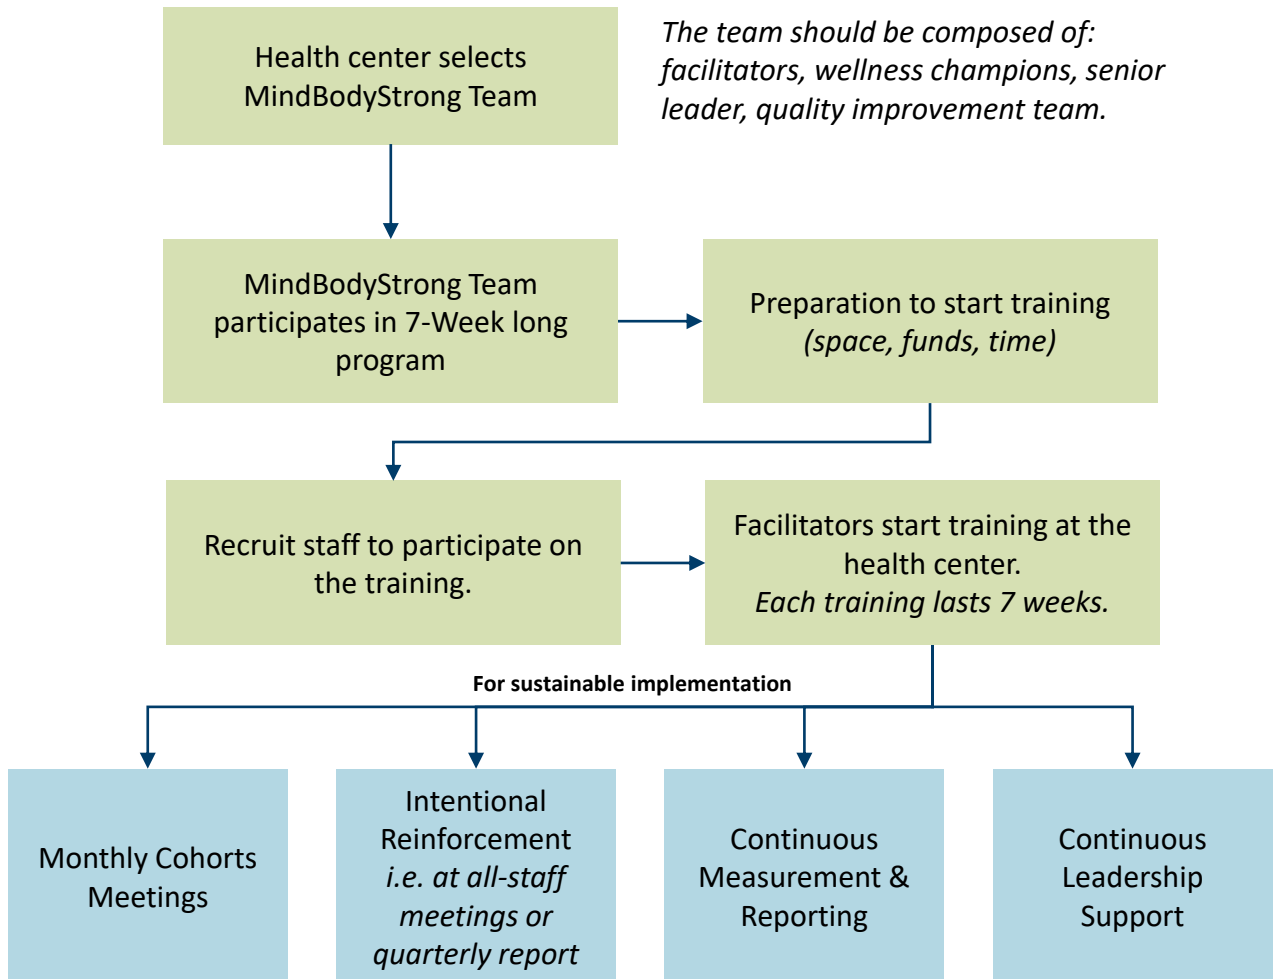 Health center selects
MindBodyStrong Team
The team should be composed of:
facilitators, wellness champions, senior
leader, quality improvement team.
MindBodyStrong Team
participates in 7-Week long
program
Preparation to start training
(space, funds, time)
Recruit staff to participate on
the training.
Facilitators start training at the
health center.
Each training lasts 7 weeks.
For sustainable implementation
Monthly Cohorts
Meetings
Intentional
Reinforcement
i.e. at all-staff
meetings or
quarterly report
Continuous
Measurement &
Reporting
Continuous
Leadership
Support